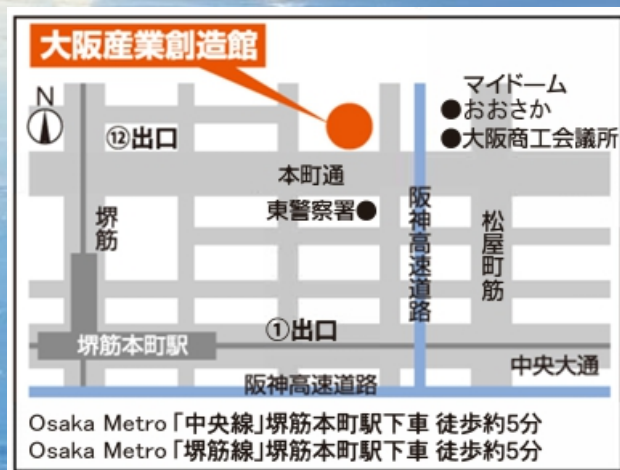 大阪産業創造館
N
マイドーム
●おおさか
●大阪商工会議所
⑫出口
本町通
東警察署●
堺筋
阪神高速道路
松屋町筋
①出口
堺筋本町駅
中央大通
阪神高速道路
Osaka Metro「中央線」堺筋本町駅下車 徒歩約5分
Osaka Metro「堺筋線」堺筋本町駅下車 徒歩約5分